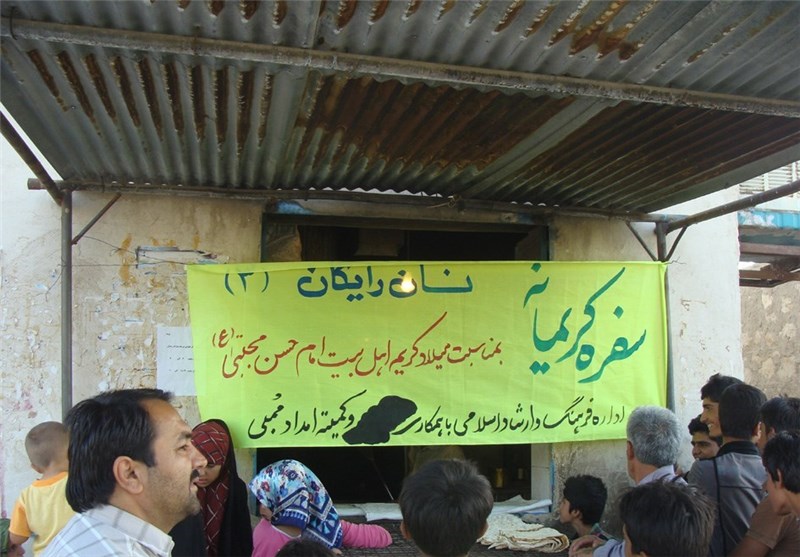 سفره کریمانه
نان رایگان (۲)
بمناسبت میلاد کریم اهل بیت امام حسن مجتبی (ع)
اداره فرهنگ و ارشاد اسلامی با همکاری و کمیته امداد ممبی